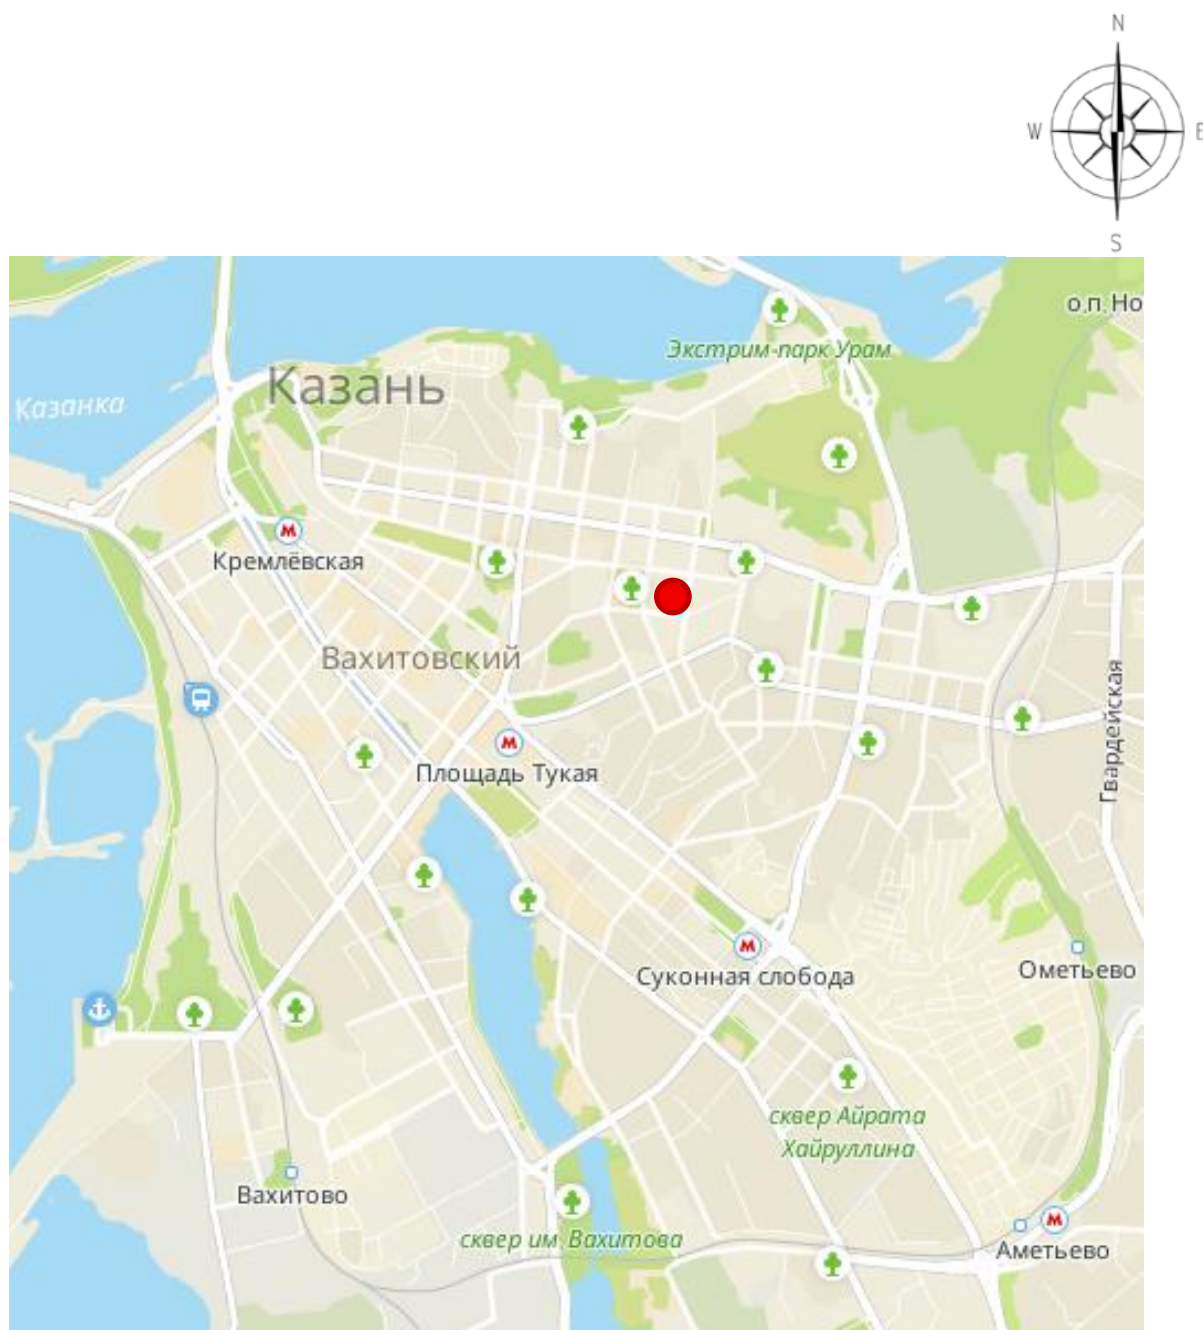 N
W
E
S
о.п. Но
Экстрим-парк Урам
Казань
Казанка
М
Кремлёвская
Вахитовский
М
Площадь Тукая
Гвардейская
М
Суконная слобода
Ометьево
сквер Айрата
Хайруллина
Вахитово
М
сквер им. Вахитова
Аметьево